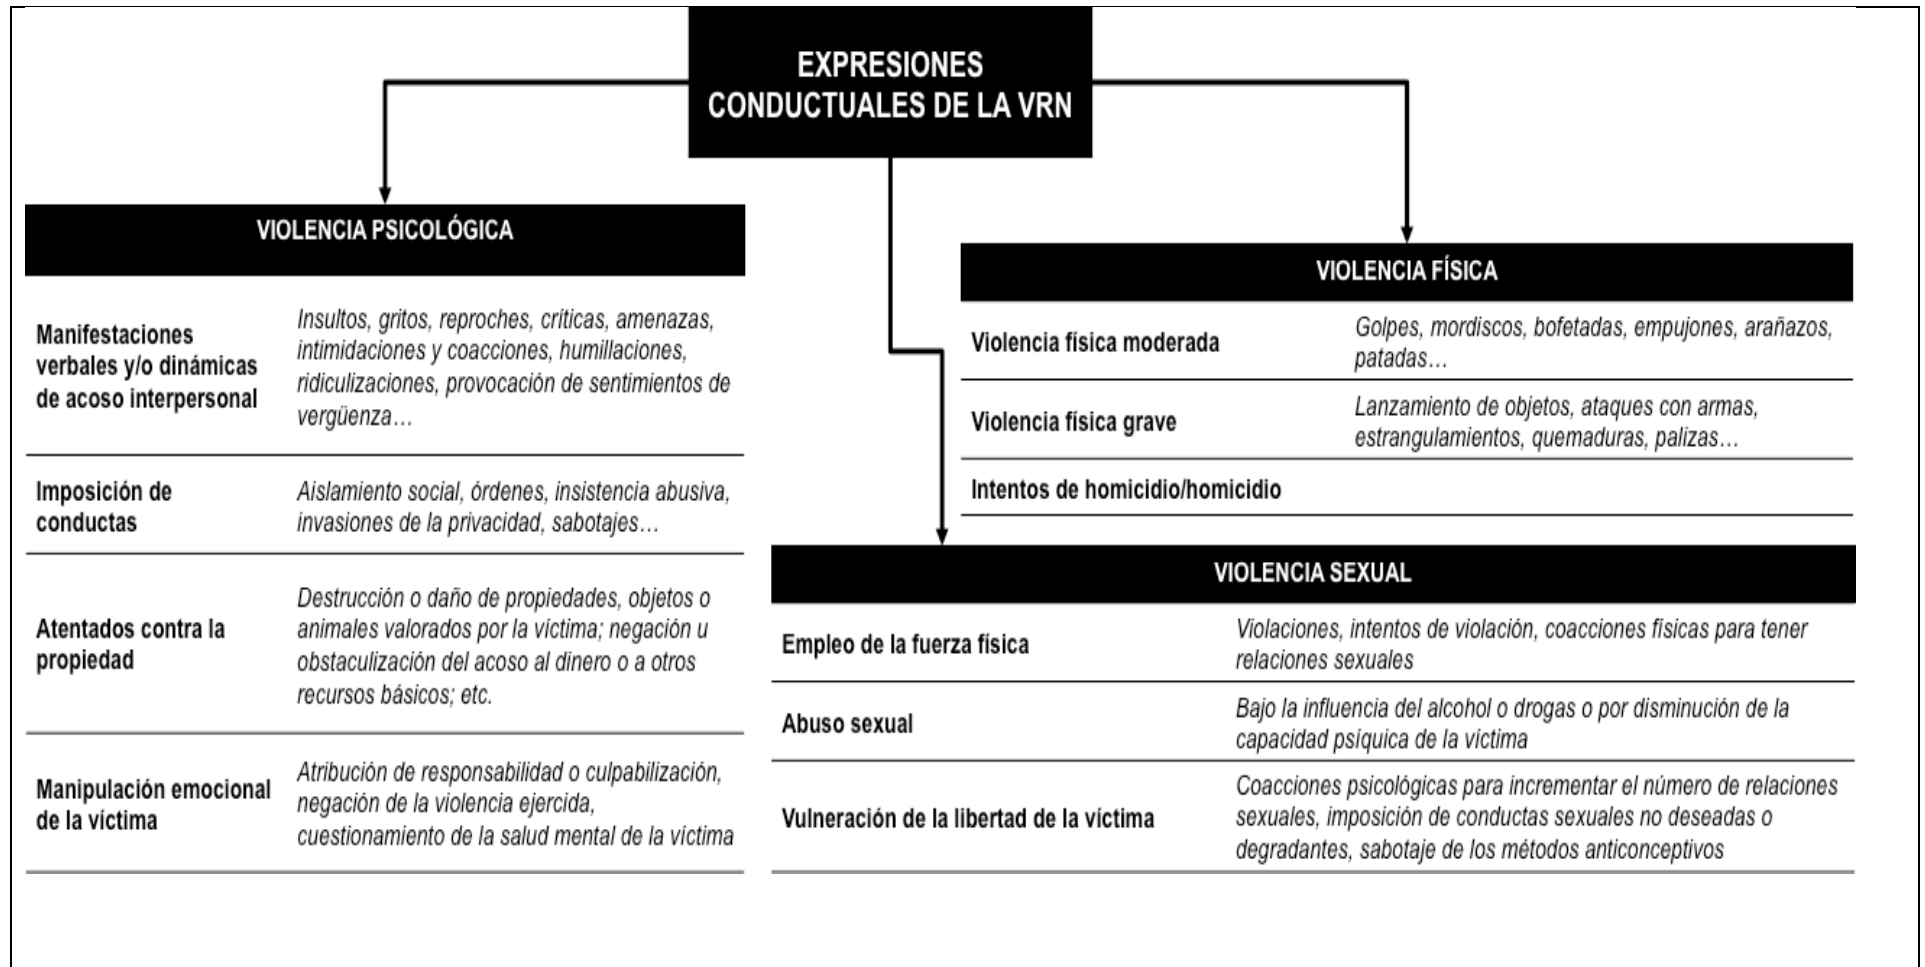 EXPRESIONES
CONDUCTUALES DE LA VRN
VIOLENCIA PSICOLÓGICA
Manifestaciones
verbales y/o dinámicas
de acoso interpersonal
Insultos, gritos, reproches, críticas, amenazas,
intimidaciones y coacciones, humillaciones,
ridiculizaciones, provocación de sentimientos de
vergüenza…
Imposición de
conductas
Aislamiento social, órdenes, insistencia abusiva,
invasiones de la privacidad, sabotajes…
Atentados contra la
propiedad
Destrucción o daño de propiedades, objetos o
animales valorados por la víctima; negación u
obstaculización del acoso al dinero o a otros
recursos básicos; etc.
Manipulación emocional
de la víctima
Atribución de responsabilidad o culpabilización,
negación de la violencia ejercida,
cuestionamiento de la salud mental de la víctima
VIOLENCIA FÍSICA
Violencia física moderada
Golpes, mordiscos, bofetadas, empujones, arañazos,
patadas…
Violencia física grave
Lanzamiento de objetos, ataques con armas,
estrangulamientos, quemaduras, palizas…
Intentos de homicidio/homicidio
VIOLENCIA SEXUAL
Empleo de la fuerza física
Violaciones, intentos de violación, coacciones físicas para tener
relaciones sexuales
Abuso sexual
Bajo la influencia del alcohol o drogas o por disminución de la
capacidad psíquica de la víctima
Vulneración de la libertad de la víctima
Coacciones psicológicas para incrementar el número de relaciones
sexuales, imposición de conductas sexuales no deseadas o
degradantes, sabotaje de los métodos anticonceptivos